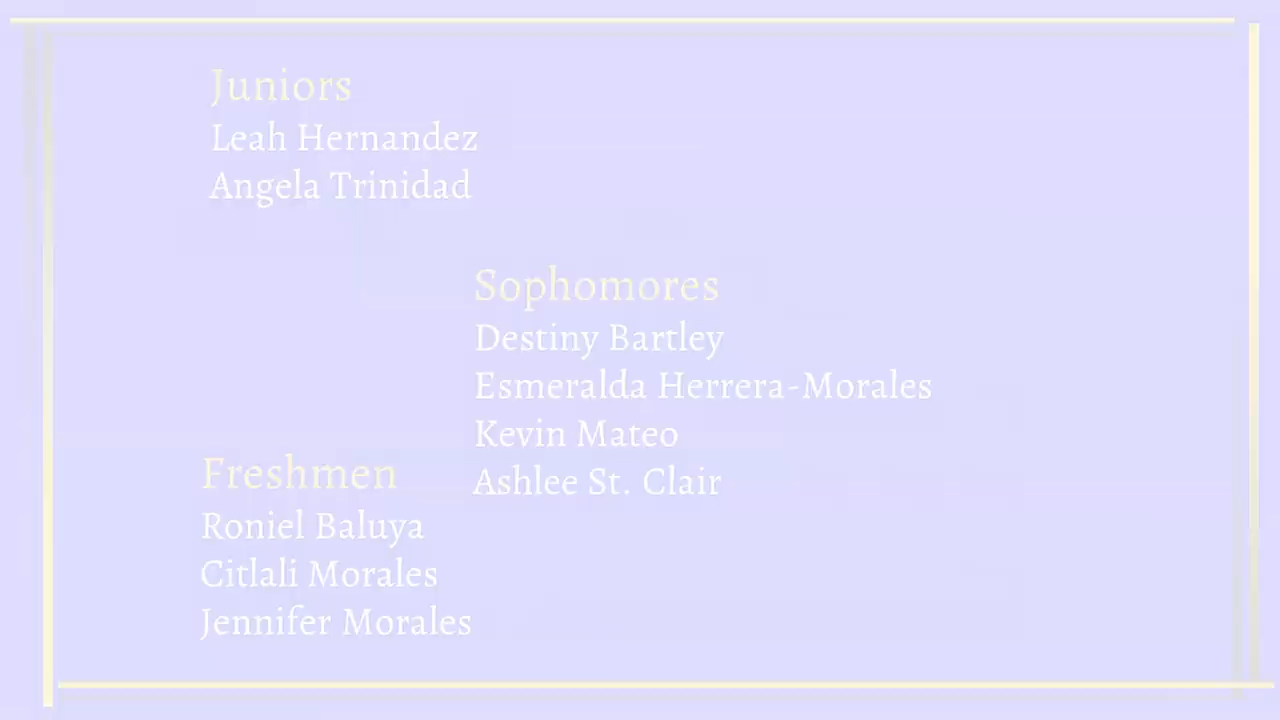 Juniors
Leah Hernandez
Angela Trinidad
Sophomores
Destiny Bartley
Esmeralda Herrera-Morales
Kevin Mateo
Ashlee St. Clair
Freshmen
Roniel Baluya
Citlali Morales
Jennifer Morales